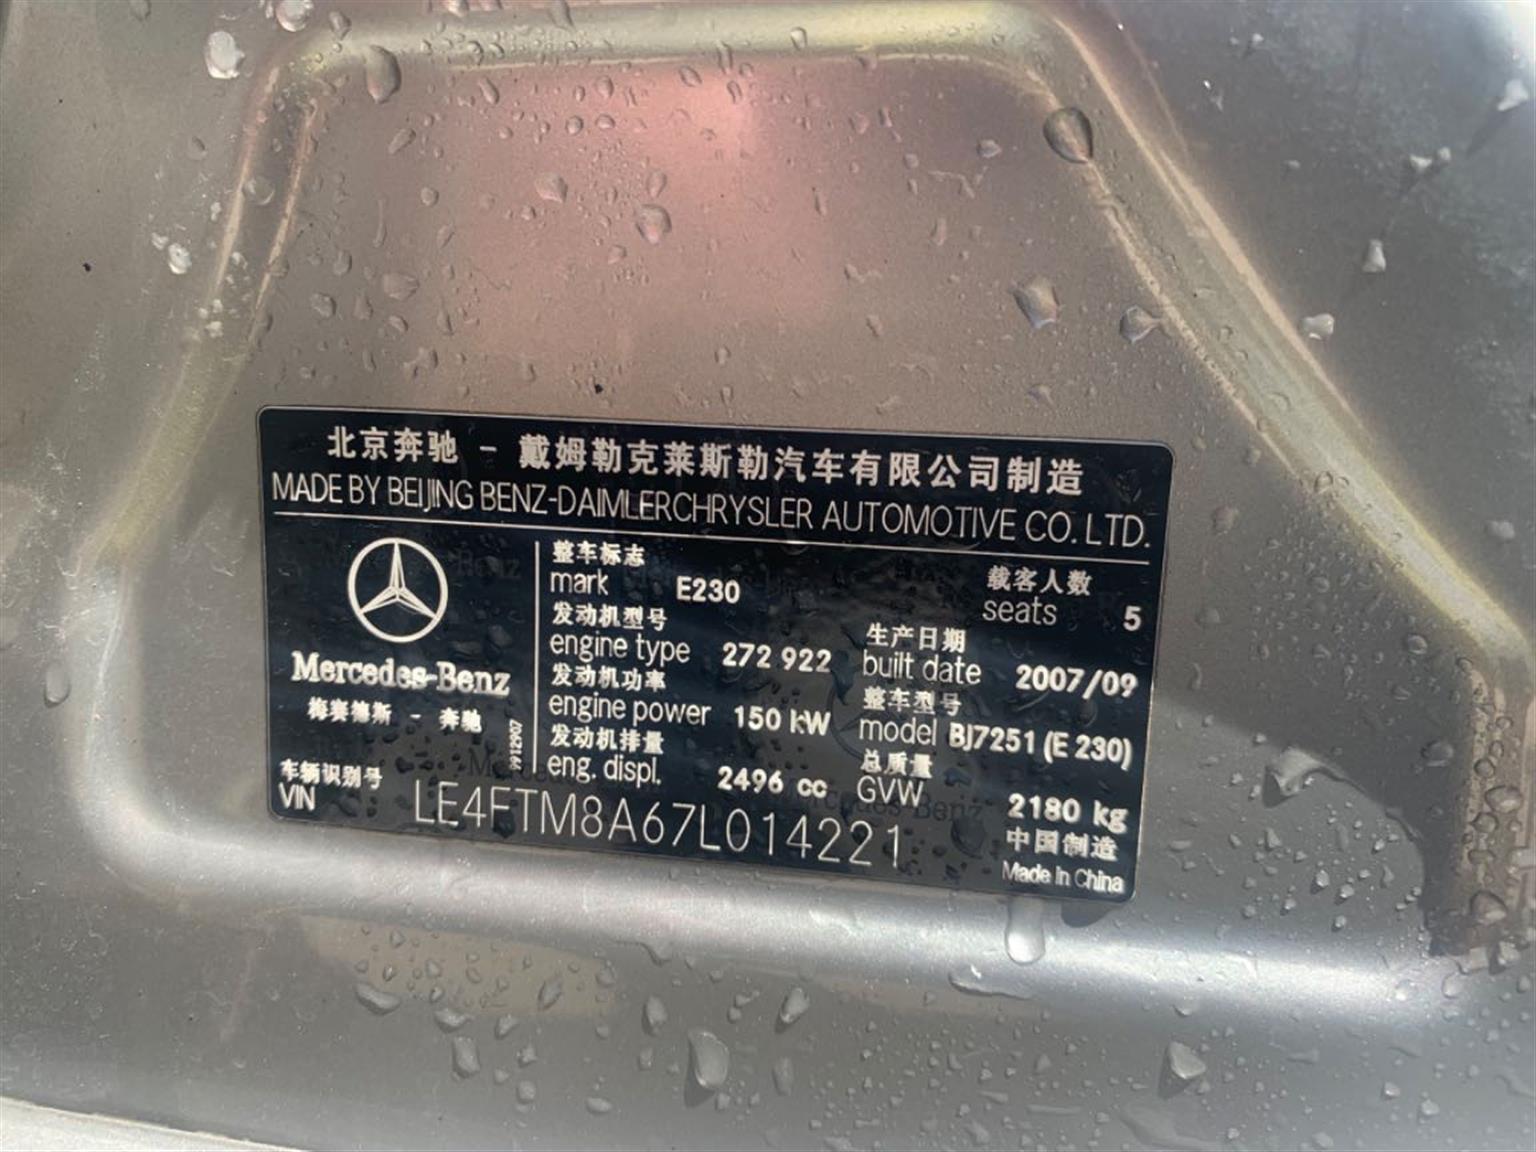 北京奔驰 - 戴姆勒克莱斯勒汽车有限公司制造
MADE BY BEIJING BENZ-DAIMLERCHRYSLER AUTOMOTIVE CO. LTD.
整车标志
mark E230
载客人数
seats 5
发动机型号
engine type 272 922
生产日期
built date 2007/09
发动机功率
engine power 150 kW
整车型号
model BJ7251 (E 230)
发动机排量
eng. displ. 2496 cc
总质量
GVW 2180 kg
Mercedes-Benz
梅赛德斯 - 奔驰
车辆识别号
VIN LE4FTM8A67L014221
中国制造
Made In China